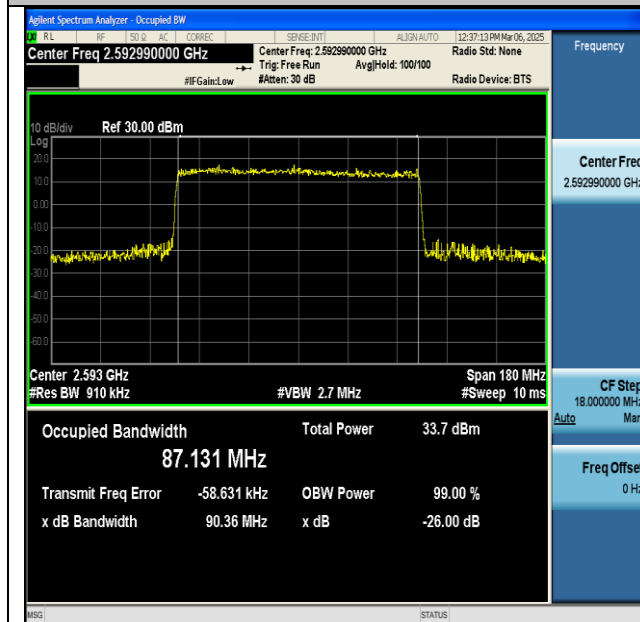 Agilent Spectrum Analyzer - Occupied BW
LXI RL RF 50 Ω AC CORREC SENSE:INT ALIGN AUTO 12:37:13 PM Mar 06, 2025
Center Freq 2.592990000 GHz Center Freq: 2.592990000 GHz Radio Std: None Frequency
Trig: Free Run Avg|Hold: 100/100
#IFGain:Low #Atten: 30 dB Radio Device: BTS
10 dB/div Ref 30.00 dBm
Log
20.0
10.0
0.00
-10.0
-20.0
-30.0
-40.0
-50.0
-60.0
Center Freq
2.592990000 GHz
Center 2.593 GHz Span 180 MHz
#Res BW 910 kHz #VBW 2.7 MHz #Sweep 10 ms
CF Step
18.000000 MHz
Auto Man
Occupied Bandwidth Total Power 33.7 dBm
87.131 MHz
Transmit Freq Error -58.631 kHz OBW Power 99.00 %
x dB Bandwidth 90.36 MHz x dB -26.00 dB
Freq Offset
0 Hz
MSG STATUS